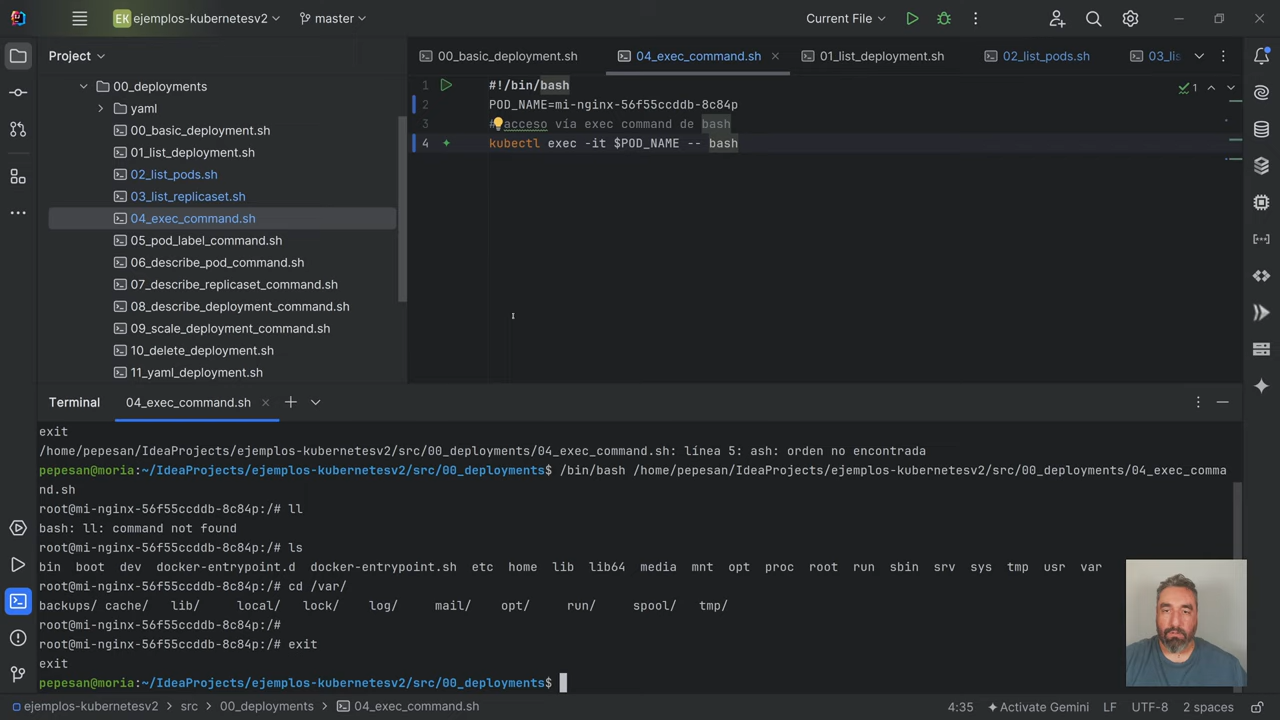 EK ejemplos-kubernetesv2 master Current File
Project
00_deployments
yaml
00_basic_deployment.sh
01_list_deployment.sh
02_list_pods.sh
03_list_replicaset.sh
04_exec_command.sh
05_pod_label_command.sh
06_describe_pod_command.sh
07_describe_replicaset_command.sh
08_describe_deployment_command.sh
09_scale_deployment_command.sh
10_delete_deployment.sh
11_yaml_deployment.sh
00_basic_deployment.sh 04_exec_command.sh 01_list_deployment.sh 02_list_pods.sh 03_lis
1 #!/bin/bash
2 POD_NAME=mi-nginx-56f55ccddb-8c84p
3 # acceso vía exec command de bash
4 kubectl exec -it $POD_NAME -- bash
1
Terminal 04_exec_command.sh
exit
/home/pepesan/IdeaProjects/ejemplos-kubernetesv2/src/00_deployments/04_exec_command.sh: línea 5: ash: orden no encontrada
pepesan@moria:~/IdeaProjects/ejemplos-kubernetesv2/src/00_deployments$ /bin/bash /home/pepesan/IdeaProjects/ejemplos-kubernetesv2/src/00_deployments/04_exec_comma
nd.sh
root@mi-nginx-56f55ccddb-8c84p:/# ll
bash: ll: command not found
root@mi-nginx-56f55ccddb-8c84p:/# ls
bin boot dev docker-entrypoint.d docker-entrypoint.sh etc home lib lib64 media mnt opt proc root run sbin srv sys tmp usr var
root@mi-nginx-56f55ccddb-8c84p:/# cd /var/
backups/ cache/ lib/ local/ lock/ log/ mail/ opt/ run/ spool/ tmp/
root@mi-nginx-56f55ccddb-8c84p:/#
root@mi-nginx-56f55ccddb-8c84p:/# exit
exit
pepesan@moria:~/IdeaProjects/ejemplos-kubernetesv2/src/00_deployments$
ejemplos-kubernetesv2 src 00_deployments 04_exec_command.sh 4:35 Activate Gemini LF UTF-8 2 spaces